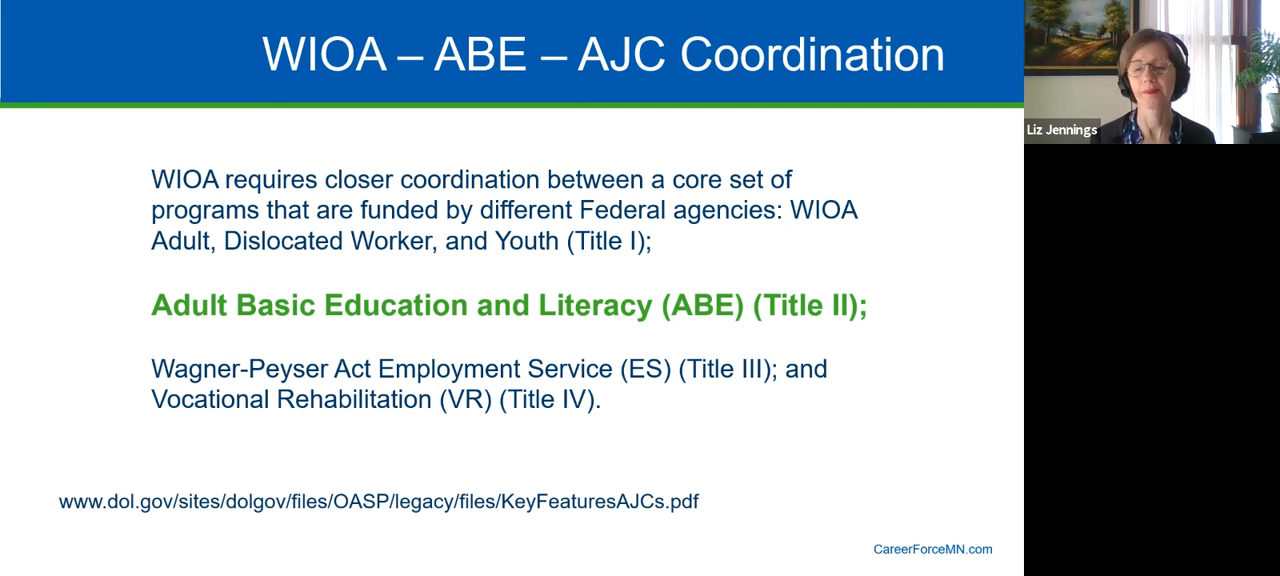 WIOA – ABE – AJC Coordination
Liz Jennings
WIOA requires closer coordination between a core set of
programs that are funded by different Federal agencies: WIOA
Adult, Dislocated Worker, and Youth (Title I);
Adult Basic Education and Literacy (ABE) (Title II);
Wagner-Peyser Act Employment Service (ES) (Title III); and
Vocational Rehabilitation (VR) (Title IV).
www.dol.gov/sites/dolgov/files/OASP/legacy/files/KeyFeaturesAJCs.pdf
CareerForceMN.com